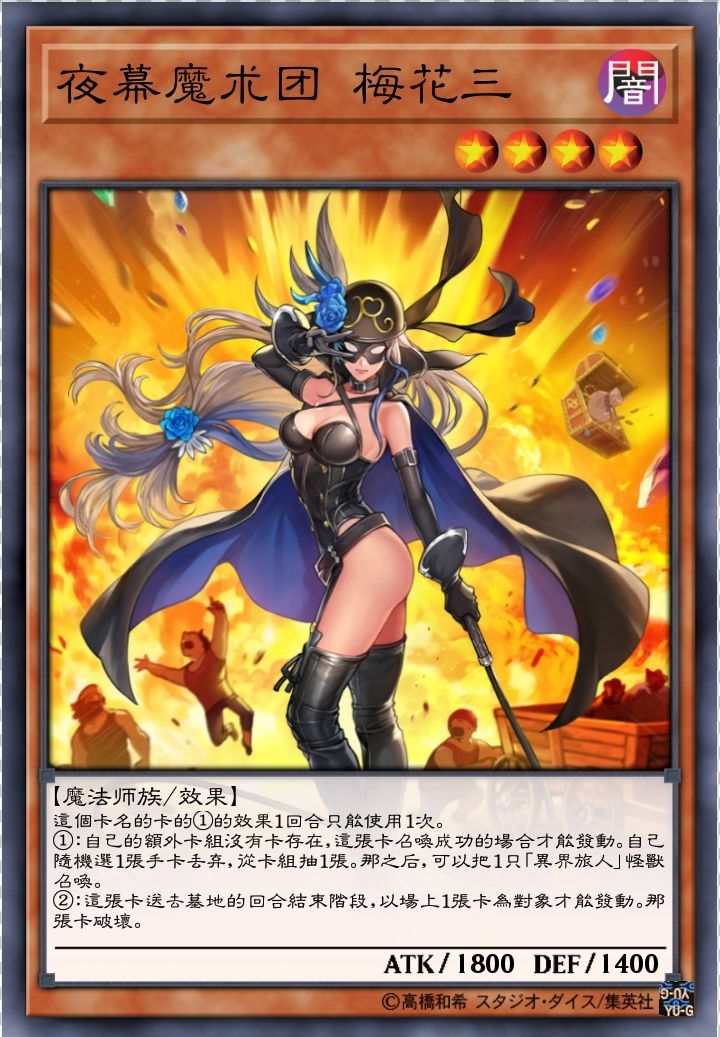 夜幕魔术团 梅花三
闇
【魔法师族/效果】
這個卡名的卡的①的效果1回合只能使用1次。
①:自己的額外卡組沒有卡存在,這張卡召喚成功的場合才能發動。自己
隨機選1張手卡丟弃,從卡組抽1張。那之后,可以把1只「異界旅人」怪獸
召喚。
②:這張卡送去墓地的回合結束階段,以場上1張卡為對象才能發動。那
張卡破壞。
ATK/1800 DEF/1400
©高橋和希 スタジオ・ダイス/集英社
YU-G
YU-G